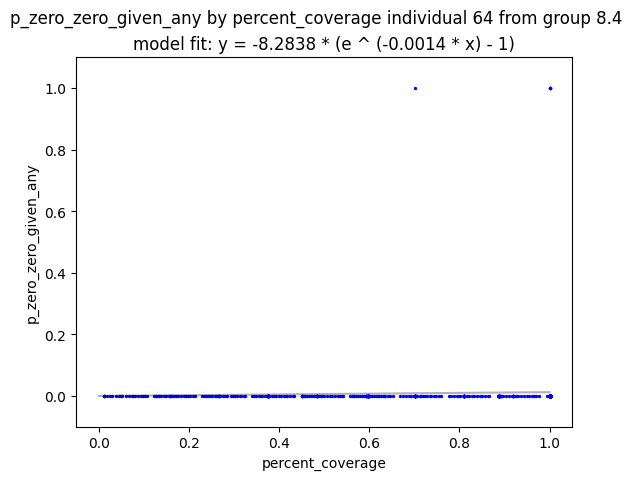 p_zero_zero_given_any by percent_coverage individual 64 from group 8.4
model fit: y = -8.2838 * (e ^ (-0.0014 * x) - 1)
1.0
0.8
0.6
0.4
0.2
0.0
p_zero_zero_given_any
0.0 0.2 0.4 0.6 0.8 1.0
percent_coverage